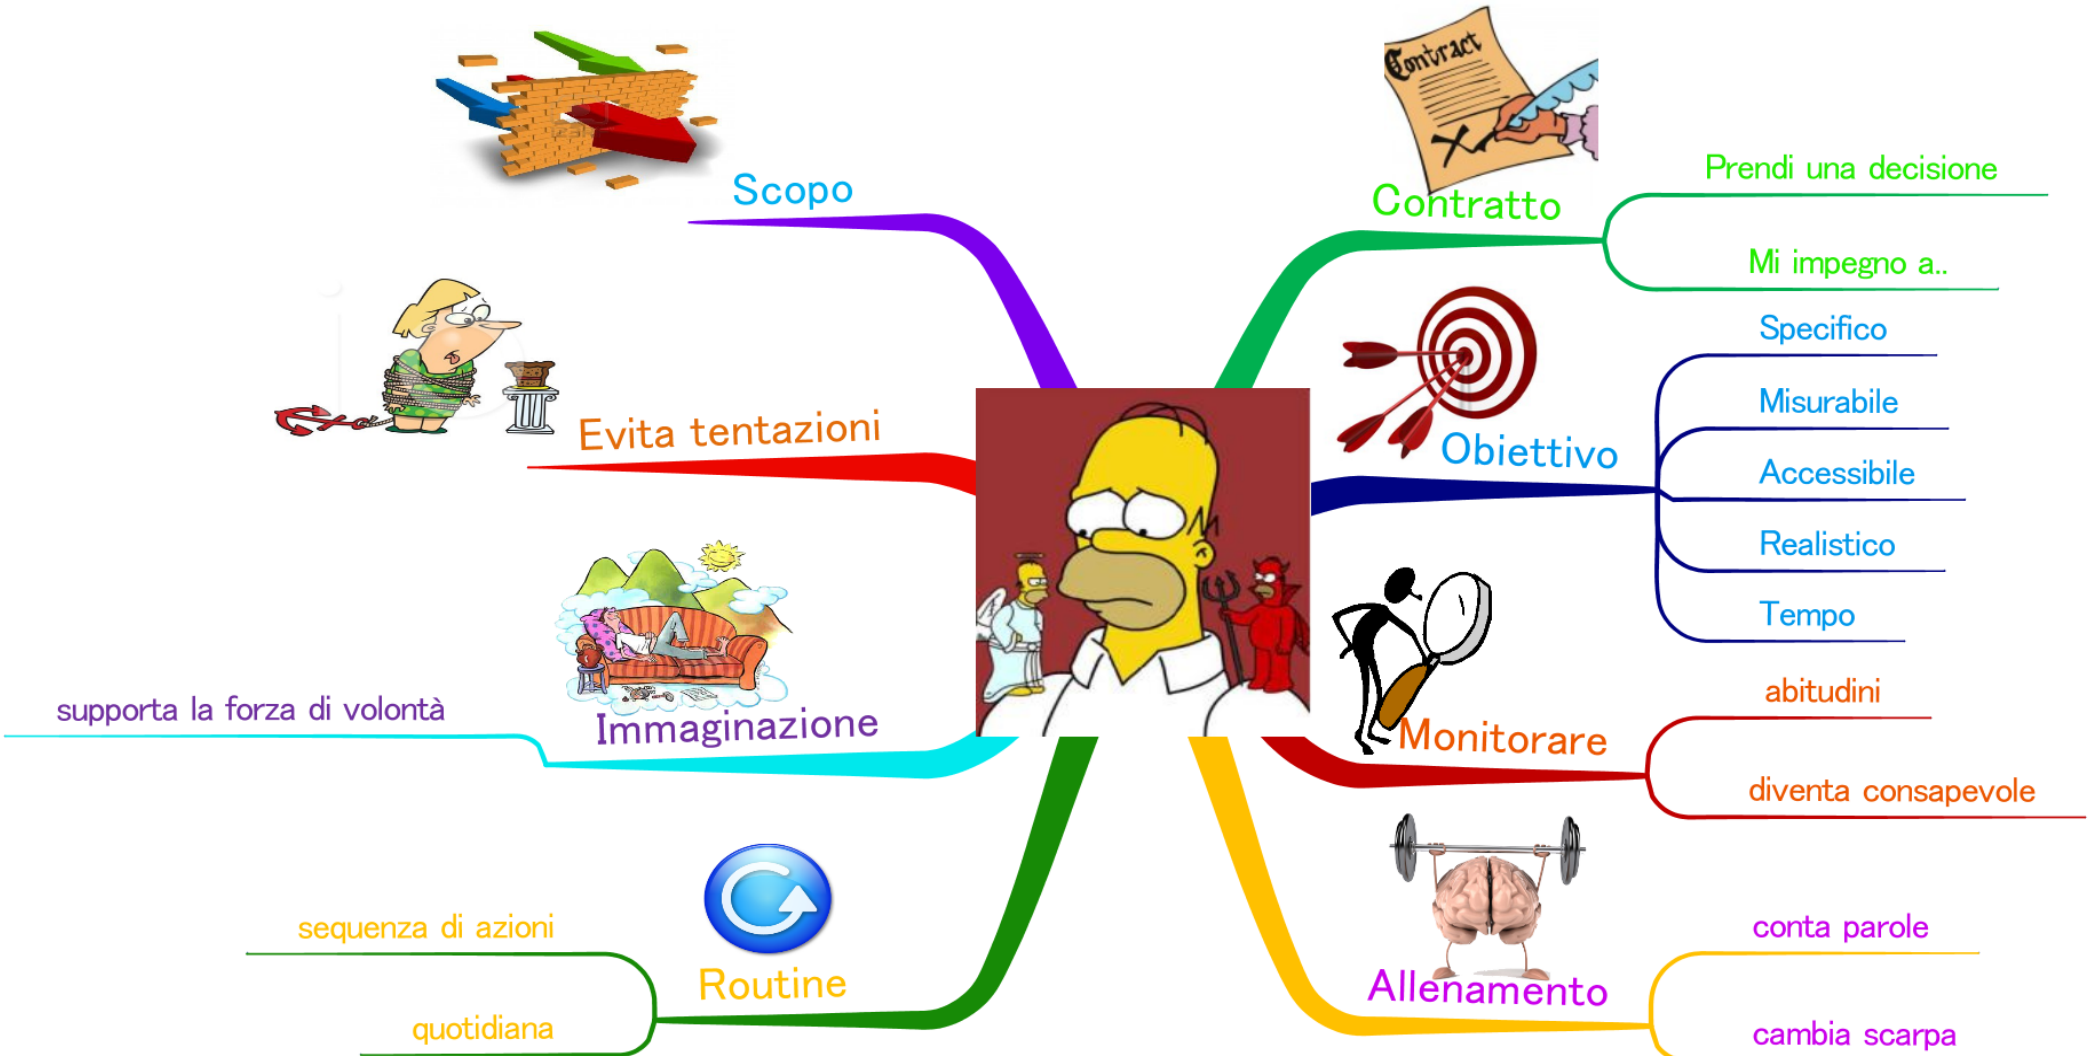 Scopo
Evita tentazioni
Immaginazione
supporta la forza di volontà
Routine
sequenza di azioni
quotidiana
Contract
Contratto
Prendi una decisione
Mi impegno a..
Obiettivo
Specifico
Misurabile
Accessibile
Realistico
Tempo
Monitorare
abitudini
diventa consapevole
Allenamento
conta parole
cambia scarpa